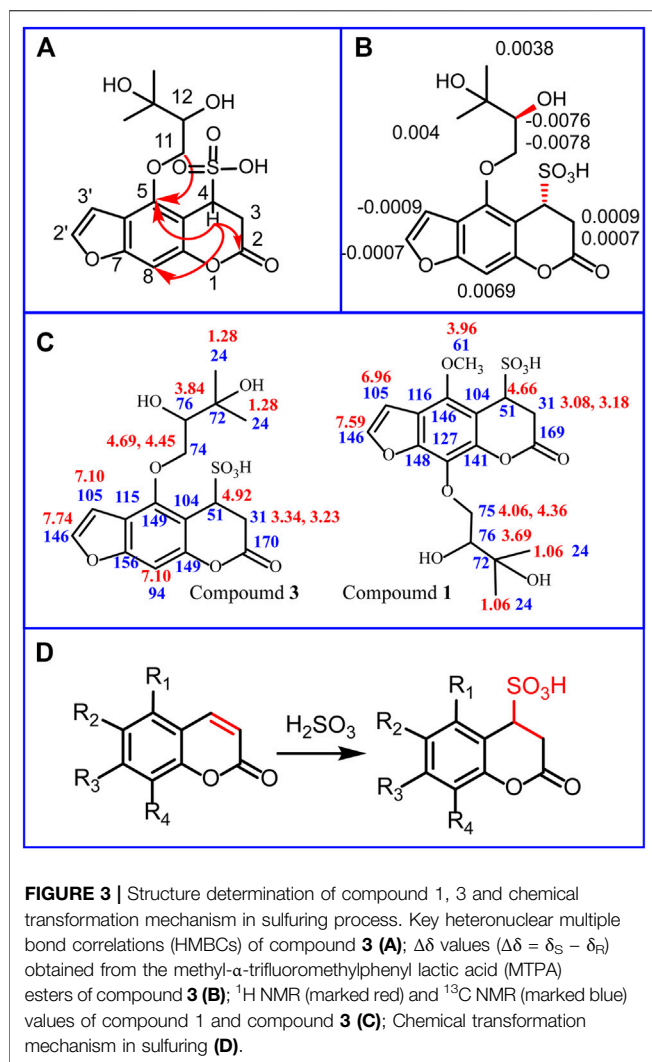 A
HO
12
OH
11
O
O
S
OH
O
5
4
H
3
3'
2'
2
O
7
8
O
1
O
B
0.0038
HO
OH
-0.0076
0.004
-0.0078
O
SO₃H
-0.0009
0.0009
0.0007
-0.0007
O
O
O
0.0069
C
1.28
24
3.84
OH
76
72
HO
1.28
24
4.69, 4.45
74
O
SO₃H
7.10
105
115
104
4.92
7.74
149
51
31
3.34, 3.23
146
170
O
156
149
O
O
7.10
94
Compoumd 3
3.96
61
OCH₃
SO₃H
6.96
105
116
104
4.66
7.59
146
51
31
3.08, 3.18
146
127
169
O
148
141
O
O
O
75
4.06, 4.36
76
3.69
HO
1.06
24
72
OH
1.06
24
Compoumd 1
D
R₁
R₂
R₃
R₄
O
O
H₂SO₃
SO₃H
R₁
R₂
R₃
R₄
O
O
FIGURE 3 | Structure determination of compound 1, 3 and chemical
transformation mechanism in sulfuring process. Key heteronuclear multiple
bond correlations (HMBCs) of compound 3 (A); Δδ values (Δδ = δS − δR)
obtained from the methyl-α-trifluoromethylphenyl lactic acid (MTPA)
esters of compound 3 (B); ¹H NMR (marked red) and ¹³C NMR (marked blue)
values of compound 1 and compound 3 (C); Chemical transformation
mechanism in sulfuring (D).